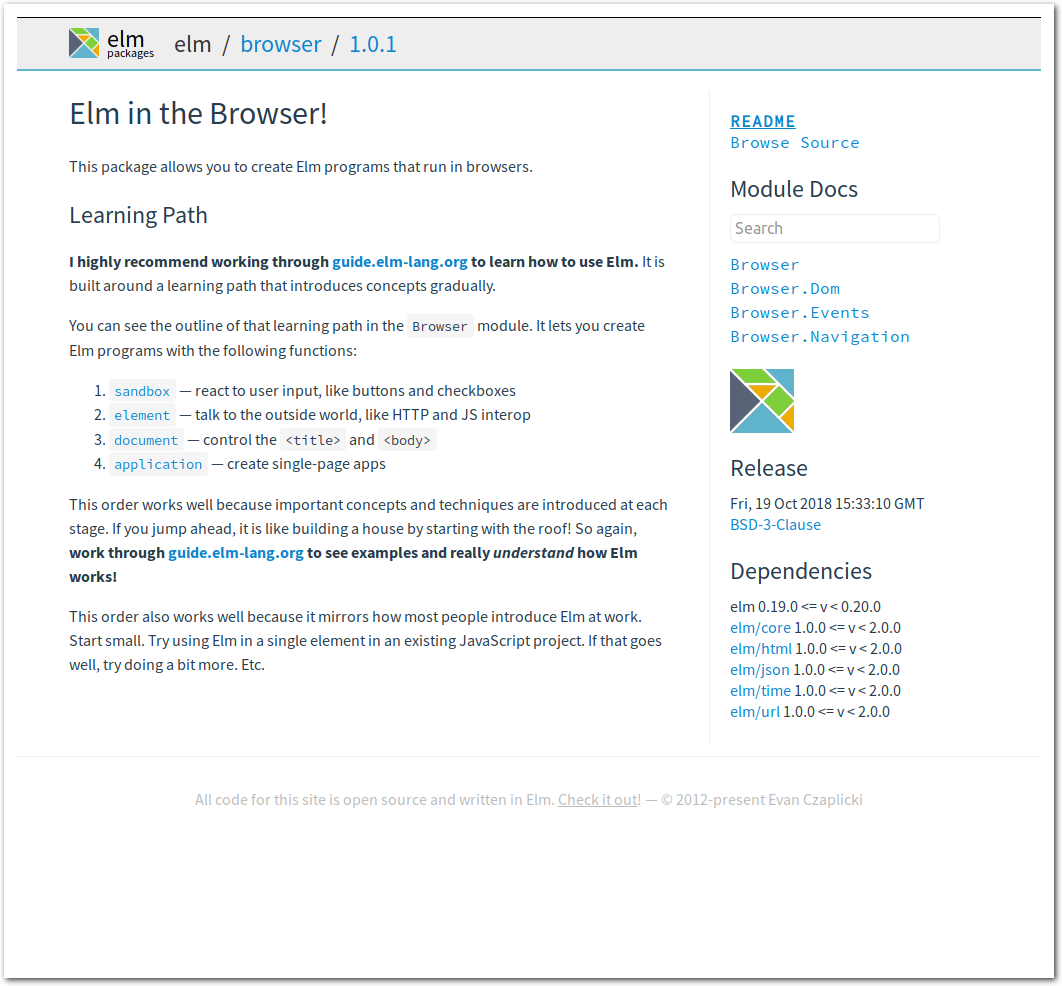 elm
packages
elm / browser / 1.0.1
Elm in the Browser!
This package allows you to create Elm programs that run in browsers.
Learning Path
I highly recommend working through guide.elm-lang.org to learn how to use Elm. It is
built around a learning path that introduces concepts gradually.
You can see the outline of that learning path in the Browser module. It lets you create
Elm programs with the following functions:
1. sandbox — react to user input, like buttons and checkboxes
2. element — talk to the outside world, like HTTP and JS interop
3. document — control the <title> and <body>
4. application — create single-page apps
This order works well because important concepts and techniques are introduced at each
stage. If you jump ahead, it is like building a house by starting with the roof! So again,
work through guide.elm-lang.org to see examples and really understand how Elm
works!
This order also works well because it mirrors how most people introduce Elm at work.
Start small. Try using Elm in a single element in an existing JavaScript project. If that goes
well, try doing a bit more. Etc.
README
Browse Source
Module Docs
Search
Browser
Browser.Dom
Browser.Events
Browser.Navigation
Release
Fri, 19 Oct 2018 15:33:10 GMT
BSD-3-Clause
Dependencies
elm 0.19.0 <= v < 0.20.0
elm/core 1.0.0 <= v < 2.0.0
elm/html 1.0.0 <= v < 2.0.0
elm/json 1.0.0 <= v < 2.0.0
elm/time 1.0.0 <= v < 2.0.0
elm/url 1.0.0 <= v < 2.0.0
All code for this site is open source and written in Elm. Check it out! — © 2012-present Evan Czaplicki